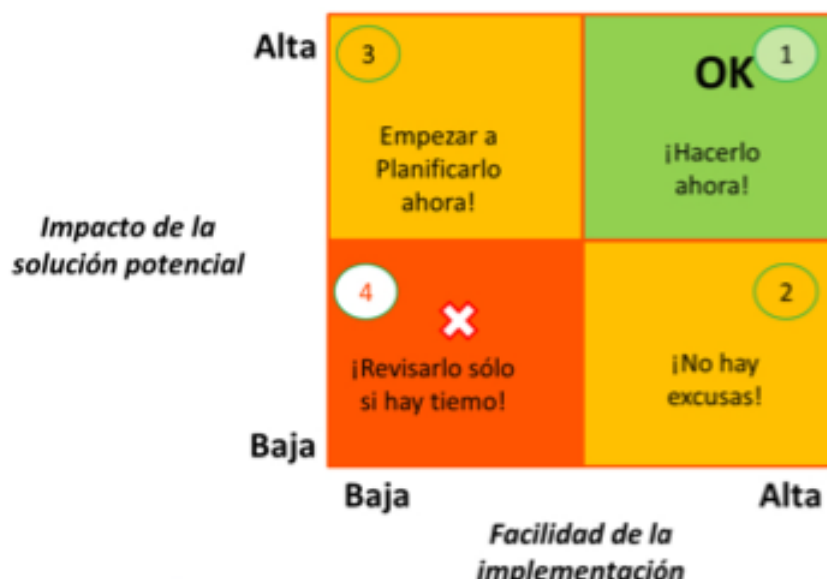 Alta
3
Empezar a
Planificarlo
ahora!
OK
1
¡Hacerlo
ahora!
Impacto de la
solución potencial
4
¡Revisarlo sólo
si hay tiemo!
2
¡No hay
excusas!
Baja
Baja
Alta
Facilidad de la
implementación